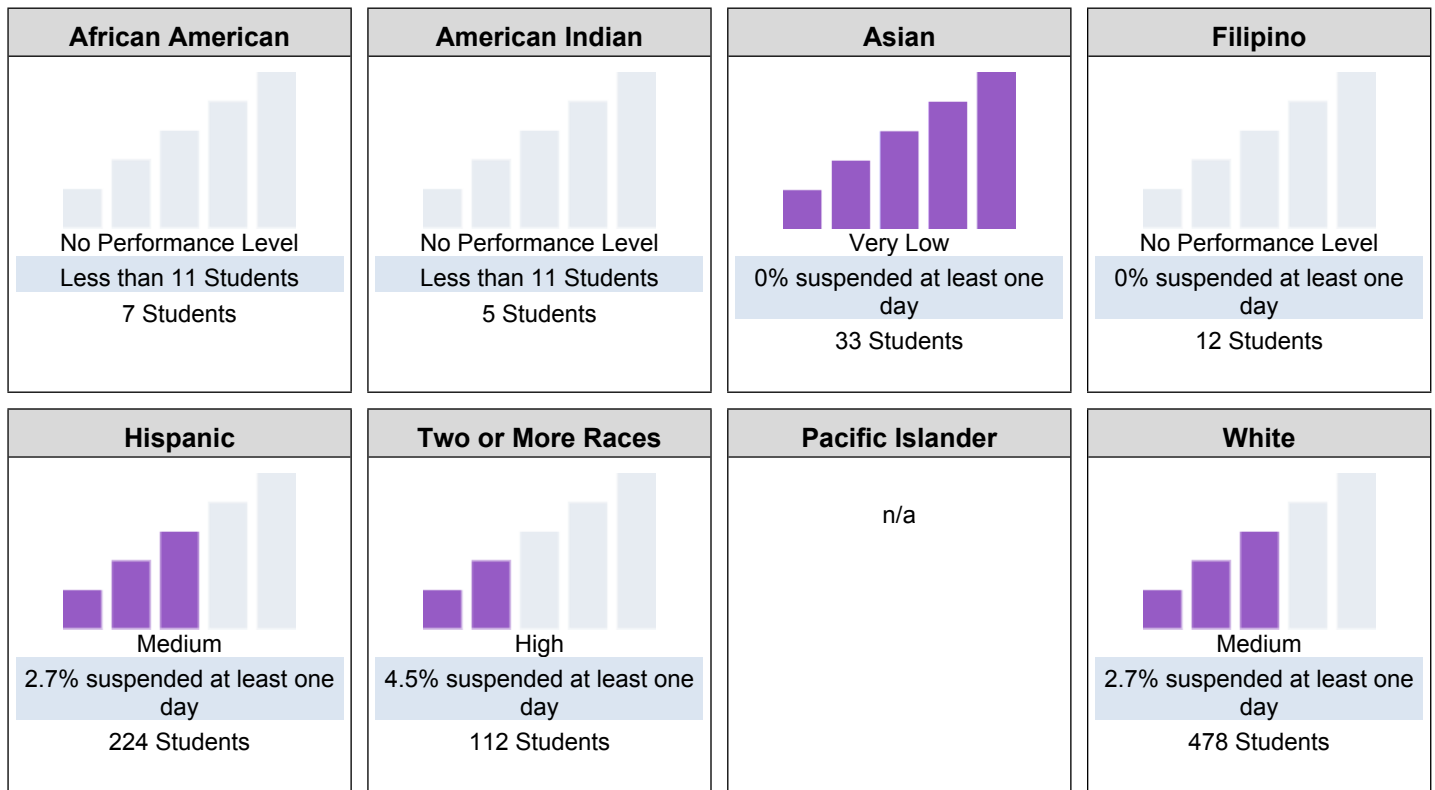 African American
No Performance Level
Less than 11 Students
7 Students
American Indian
No Performance Level
Less than 11 Students
5 Students
Asian
Very Low
0% suspended at least one
day
33 Students
Filipino
No Performance Level
0% suspended at least one
day
12 Students
Hispanic
Medium
2.7% suspended at least one
day
224 Students
Two or More Races
High
4.5% suspended at least one
day
112 Students
Pacific Islander
n/a
White
Medium
2.7% suspended at least one
day
478 Students